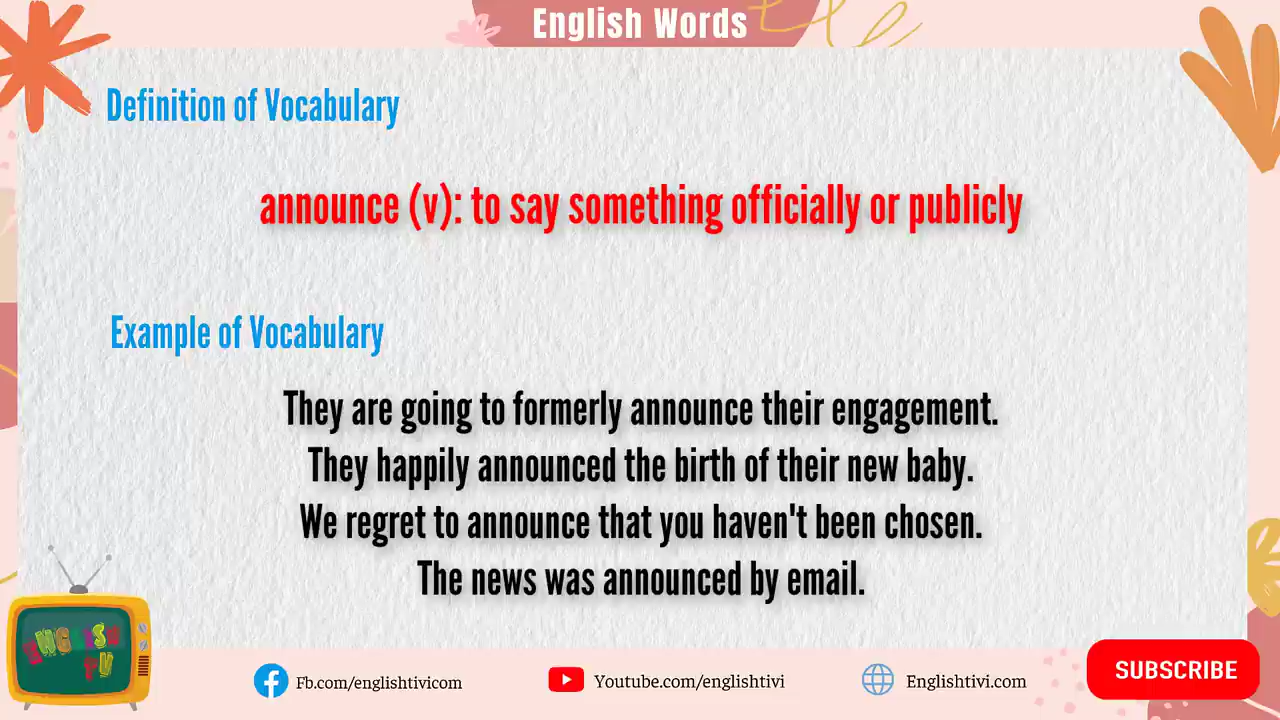 English Words
Definition of Vocabulary
announce (v): to say something officially or publicly
Example of Vocabulary
They are going to formerly announce their engagement.
They happily announced the birth of their new baby.
We regret to announce that you haven't been chosen.
The news was announced by email.
ENGLISH
TV
Fb.com/englishtivicom
Youtube.com/englishtivi
Englishtivi.com
SUBSCRIBE